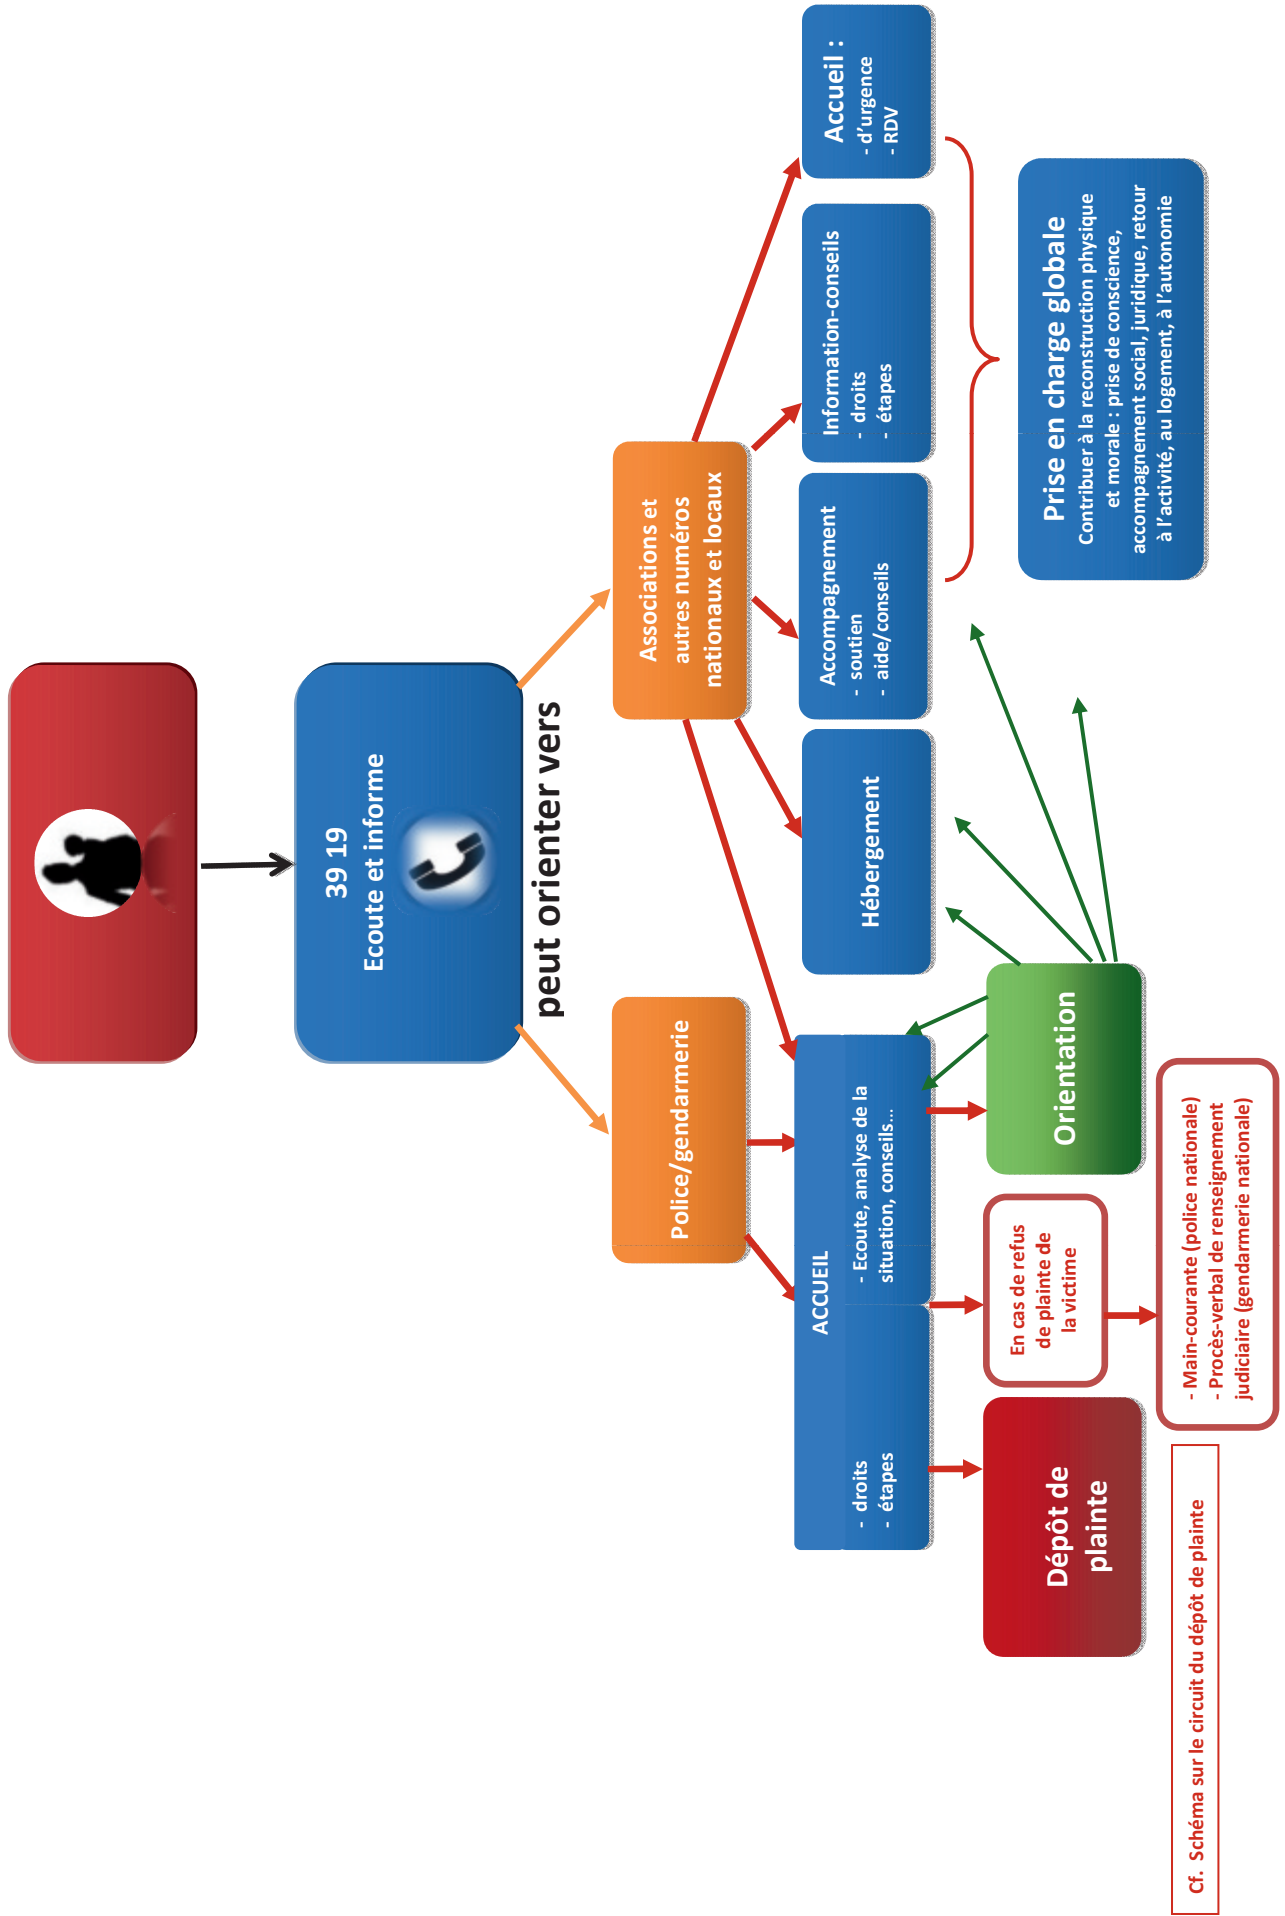 39 19
Ecoute et informe
peut orienter vers
Police/gendarmerie
Associations et
autres numéros
nationaux et locaux
ACCUEIL
- droits
- étapes
- Ecoute, analyse de la
situation, conseils...
Hébergement
Accompagnement
- soutien
- aide/conseils
Information-conseils
- droits
- étapes
Accueil :
- d'urgence
- RDV
Dépôt de
plainte
En cas de refus
de plainte de
la victime
Orientation
Prise en charge globale
Contribuer à la reconstruction physique
et morale : prise de conscience,
accompagnement social, juridique, retour
à l'activité, au logement, à l'autonomie
- Main-courante (police nationale)
- Procès-verbal de renseignement
judiciaire (gendarmerie nationale)
Cf. Schéma sur le circuit du dépôt de plainte